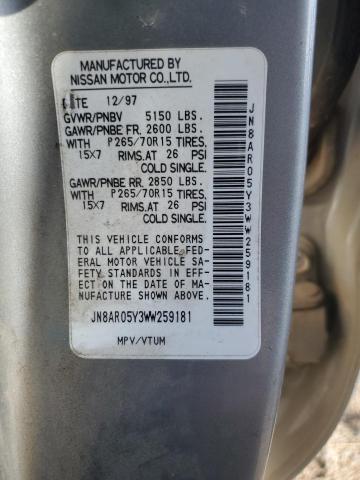 MANUFACTURED BY
NISSAN MOTOR CO., LTD.
DATE 12/97
GVWR/PNBV 5150 LBS.
GAWR/PNBE FR, 2600 LBS.
WITH P265/70R15 TIRES,
15X7 RIMS, AT 26 PSI
COLD SINGLE.
GAWR/PNBE RR, 2850 LBS.
WITH P265/70R15 TIRES,
15X7 RIMS, AT 26 PSI
COLD SINGLE.
THIS VEHICLE CONFORMS
TO ALL APPLICABLE FED-
ERAL MOTOR VEHICLE SA-
FETY STANDARDS IN EF-
FECT ON THE DATE OF MA-
NUFACTURE SHOWN ABOVE.
JN8AR05Y3WW259181
MPV/VTUM
JN8AR05Y3WW259181